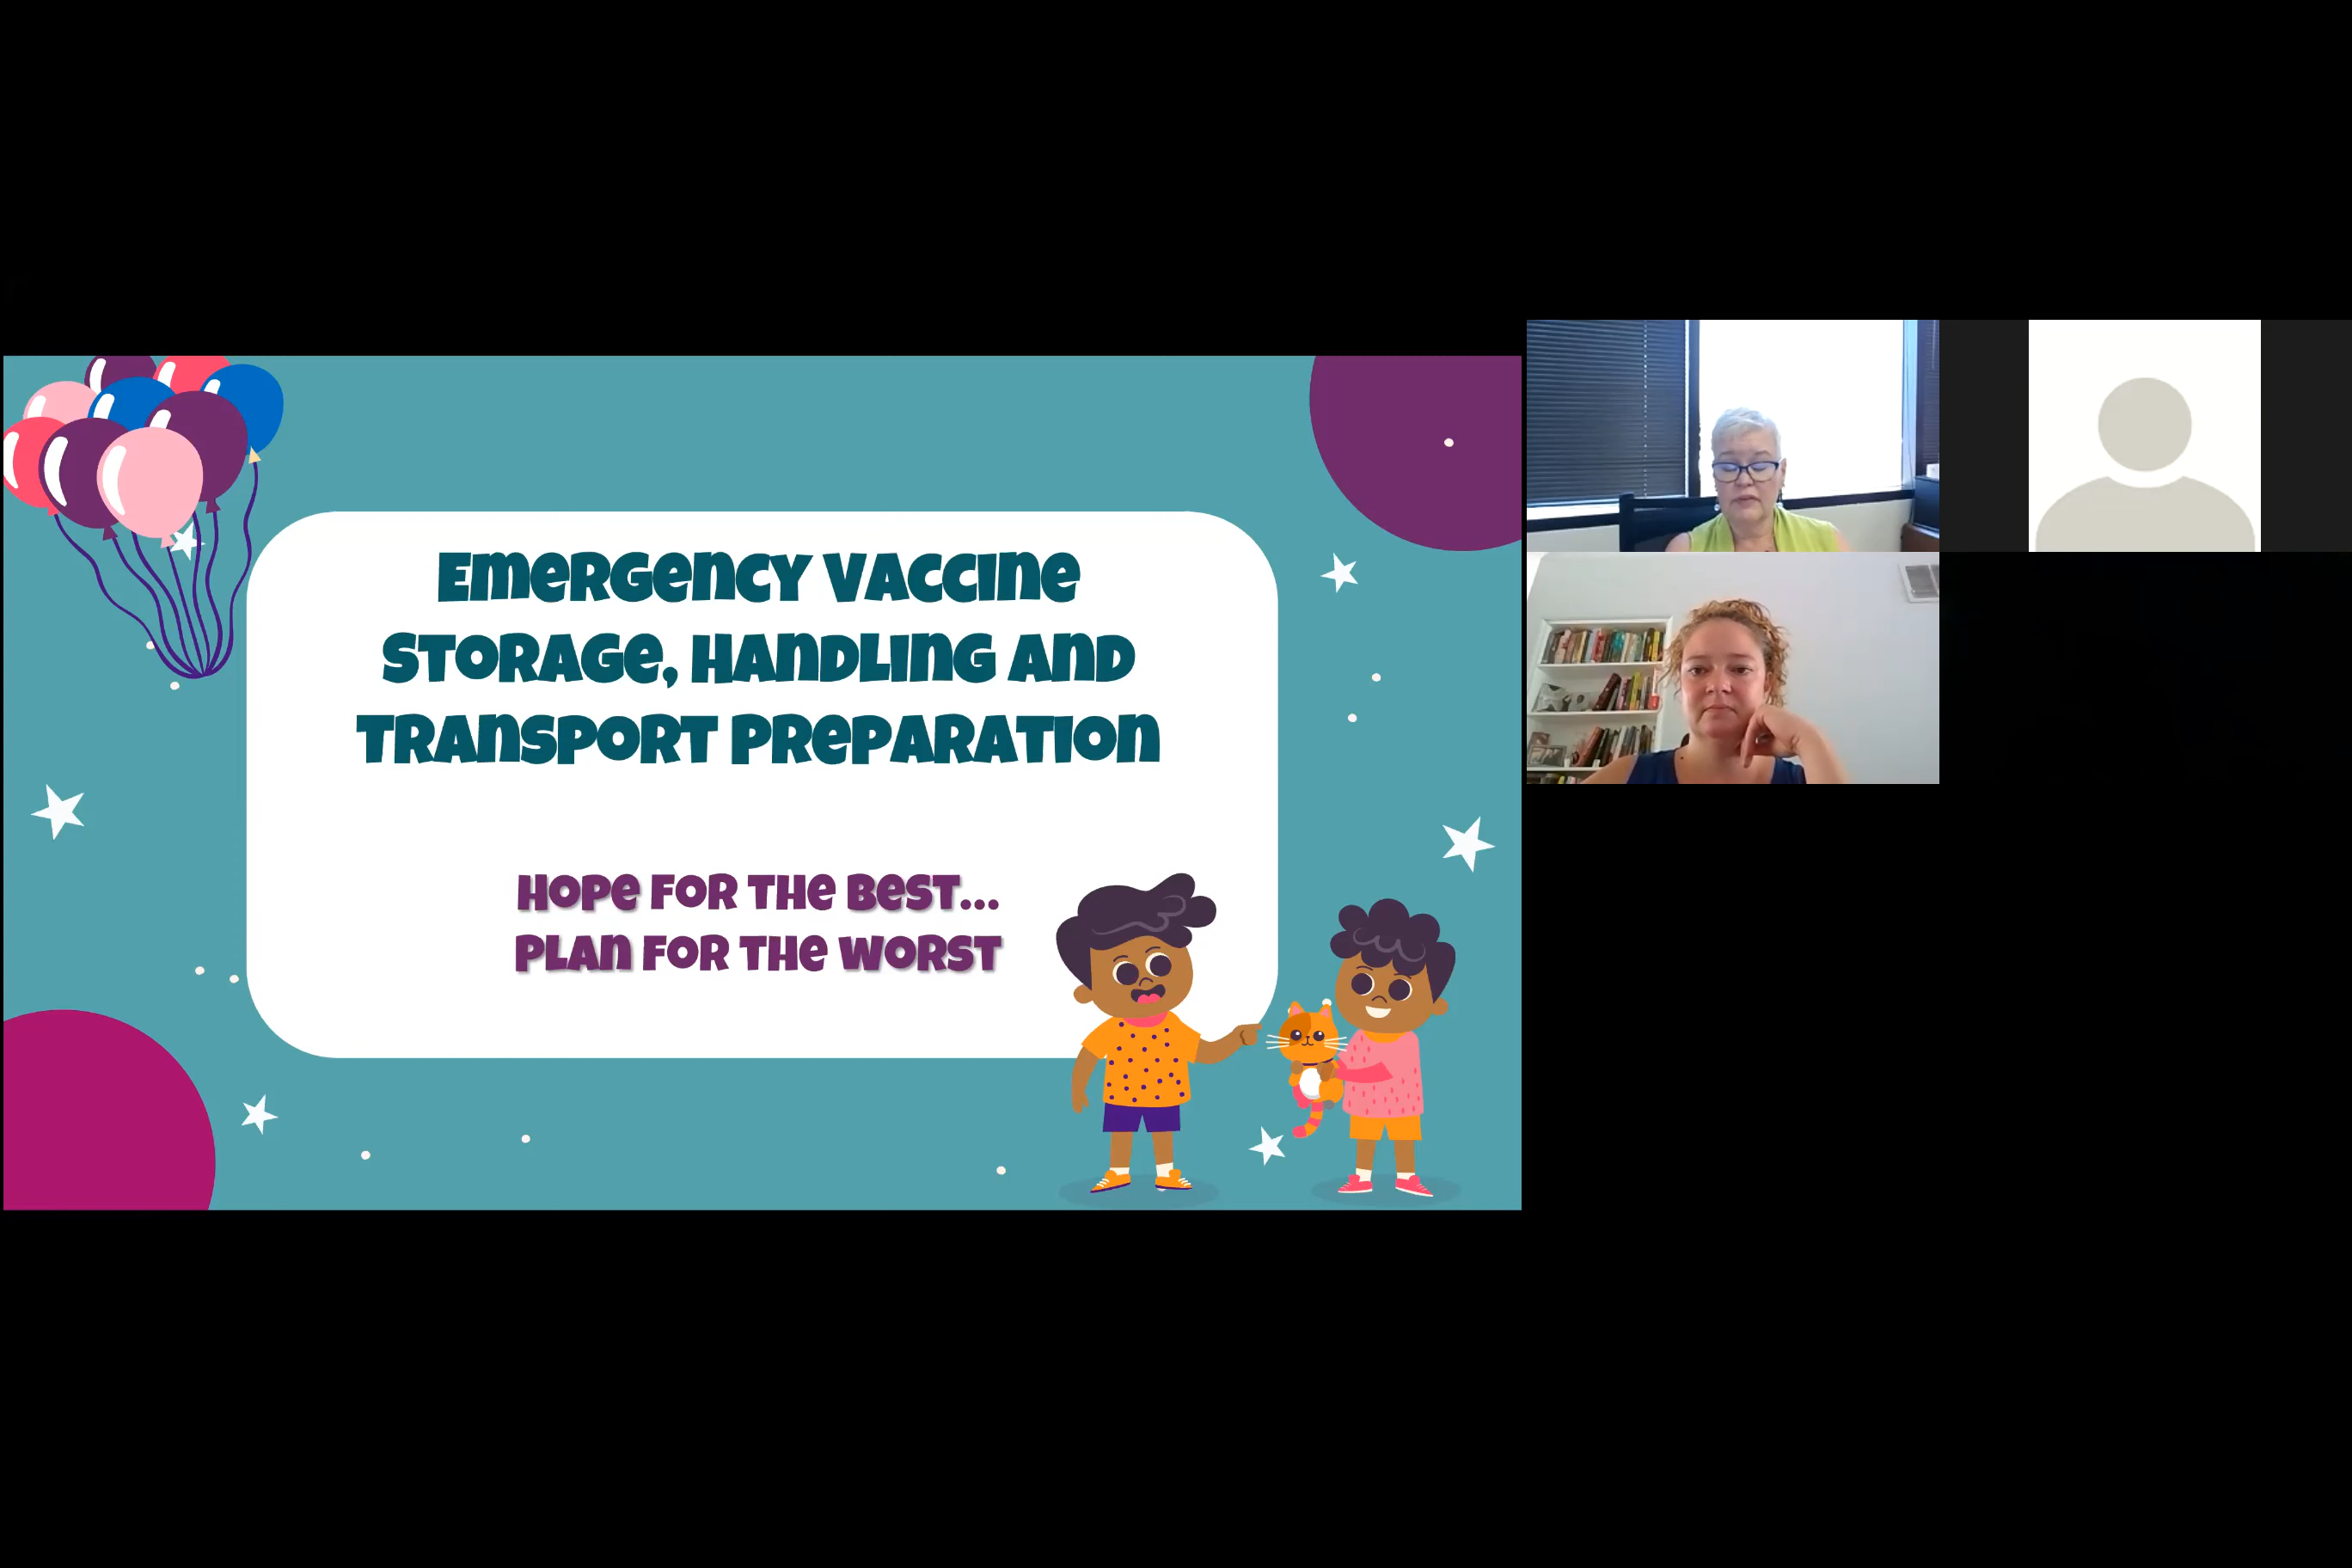 Emergency Vaccine
Storage, Handling and
Transport Preparation
Hope for the Best...
Plan for the Worst